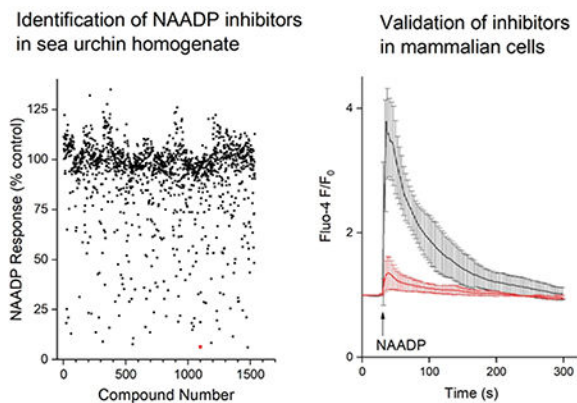 Identification of NAADP inhibitors
in sea urchin homogenate
NAADP Response (% control)
125
100
75
50
25
0
0
500
1000
1500
Compound Number
Validation of inhibitors
in mammalian cells
Fluo-4 F/F₀
4
2
1
0
NAADP
0
100
200
300
Time (s)